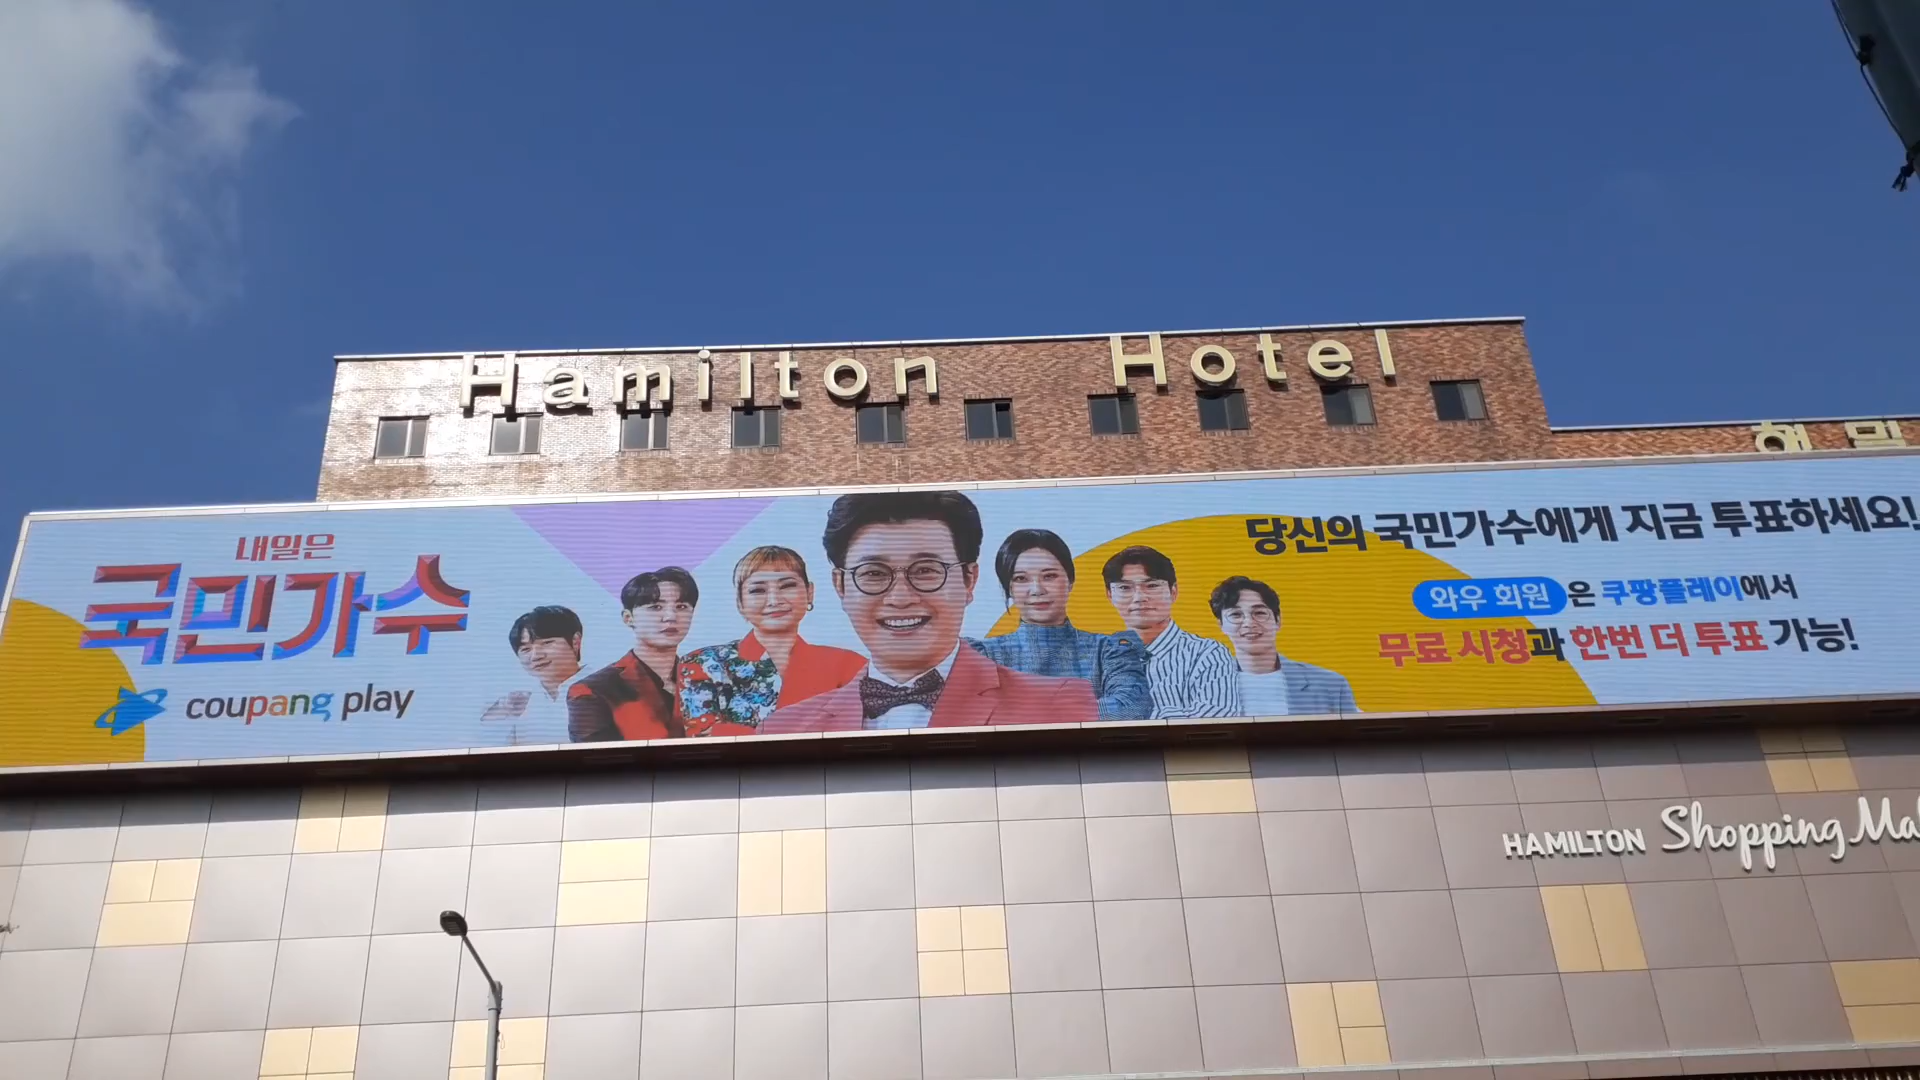 Hamilton Hotel
내일은
국민가수
coupang play
당신의 국민가수에게 지금 투표하세요!
와우 회원은 쿠팡플레이에서
무료 시청과 한번 더 투표 가능!
HAMILTON Shopping